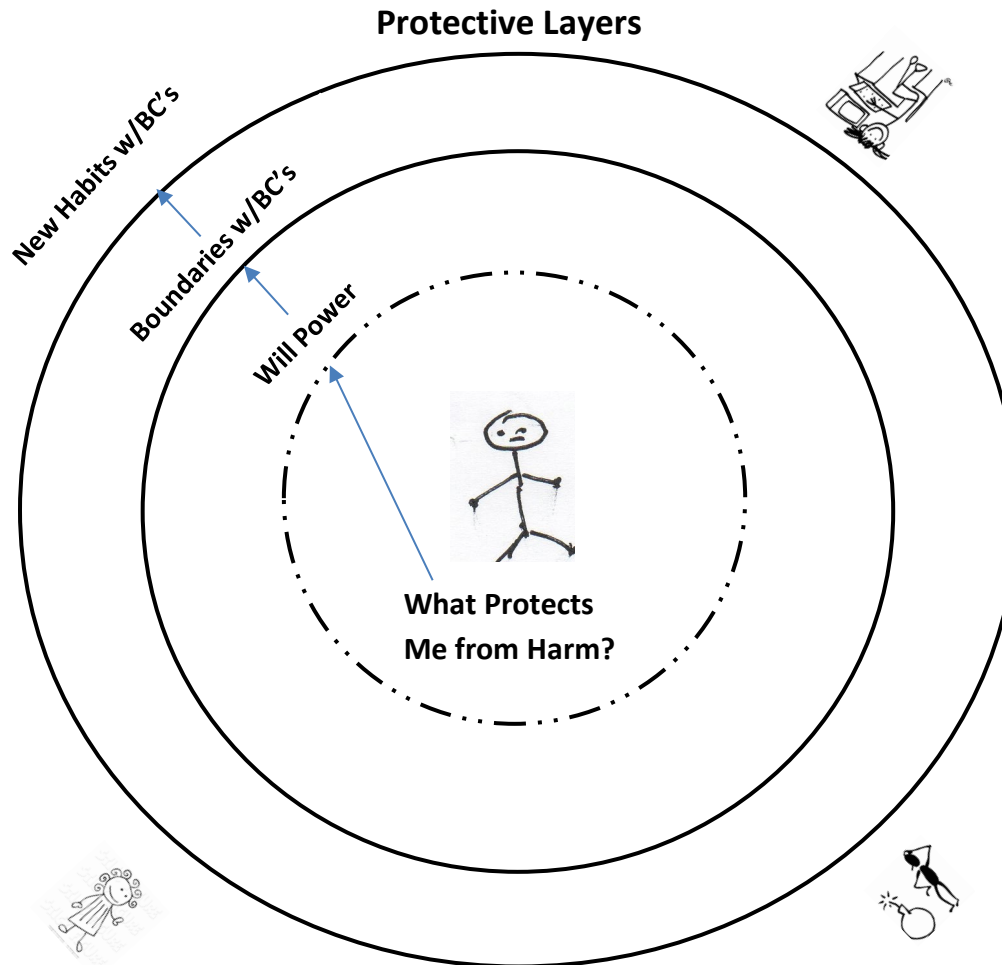 Protective Layers
New Habits w/BC’s
Boundaries w/BC’s
Will Power
What Protects
Me from Harm?